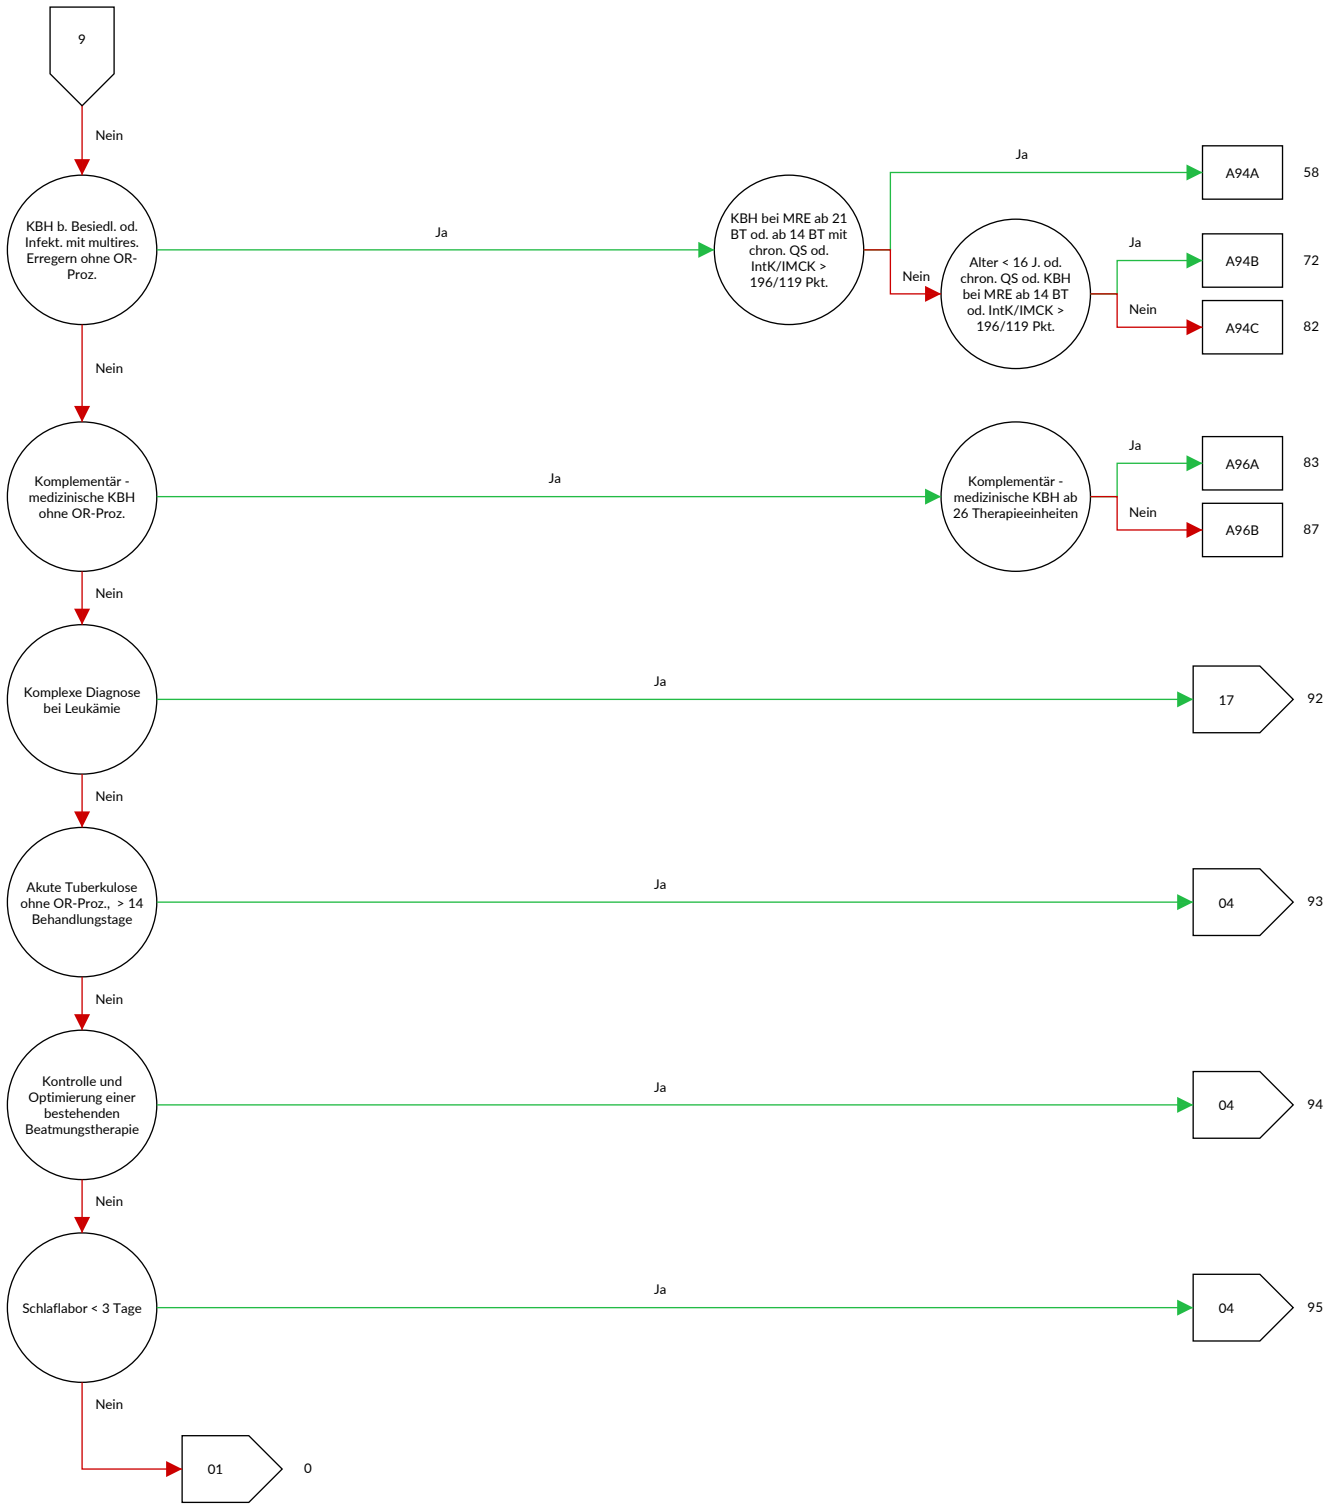 9
Nein
KBH b. Besiedl. od.
Infekt. mit multires.
Erregern ohne OR-
Proz.
Ja
KBH bei MRE ab 21
BT od. ab 14 BT mit
chron. QS od.
IntK/IMCK >
196/119 Pkt.
Ja
A94A
58
Nein
Alter < 16 J. od.
chron. QS od. KBH
bei MRE ab 14 BT
od. IntK/IMCK >
196/119 Pkt.
Ja
A94B
72
Nein
A94C
82
Nein
Komplementär -
medizinische KBH
ohne OR-Proz.
Ja
Komplementär -
medizinische KBH ab
26 Therapieeinheiten
Ja
A96A
83
Nein
A96B
87
Nein
Komplexe Diagnose
bei Leukämie
Ja
17
92
Nein
Akute Tuberkulose
ohne OR-Proz., > 14
Behandlungstage
Ja
04
93
Nein
Kontrolle und
Optimierung einer
bestehenden
Beatmungstherapie
Ja
04
94
Nein
Schlaflabor < 3 Tage
Ja
04
95
Nein
01
0